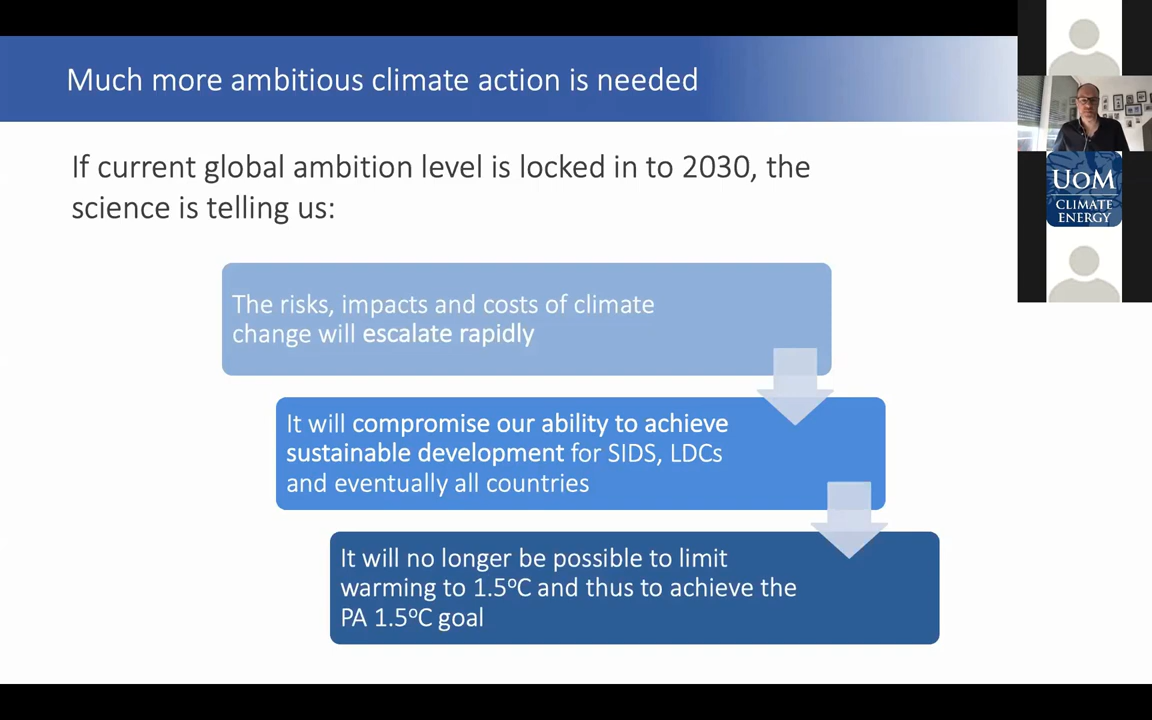 Much more ambitious climate action is needed
If current global ambition level is locked in to 2030, the
science is telling us:
The risks, impacts and costs of climate
change will escalate rapidly
It will compromise our ability to achieve
sustainable development for SIDS, LDCs
and eventually all countries
It will no longer be possible to limit
warming to 1.5ºC and thus to achieve the
PA 1.5ºC goal
UOM
CLIMATE
ENERGY